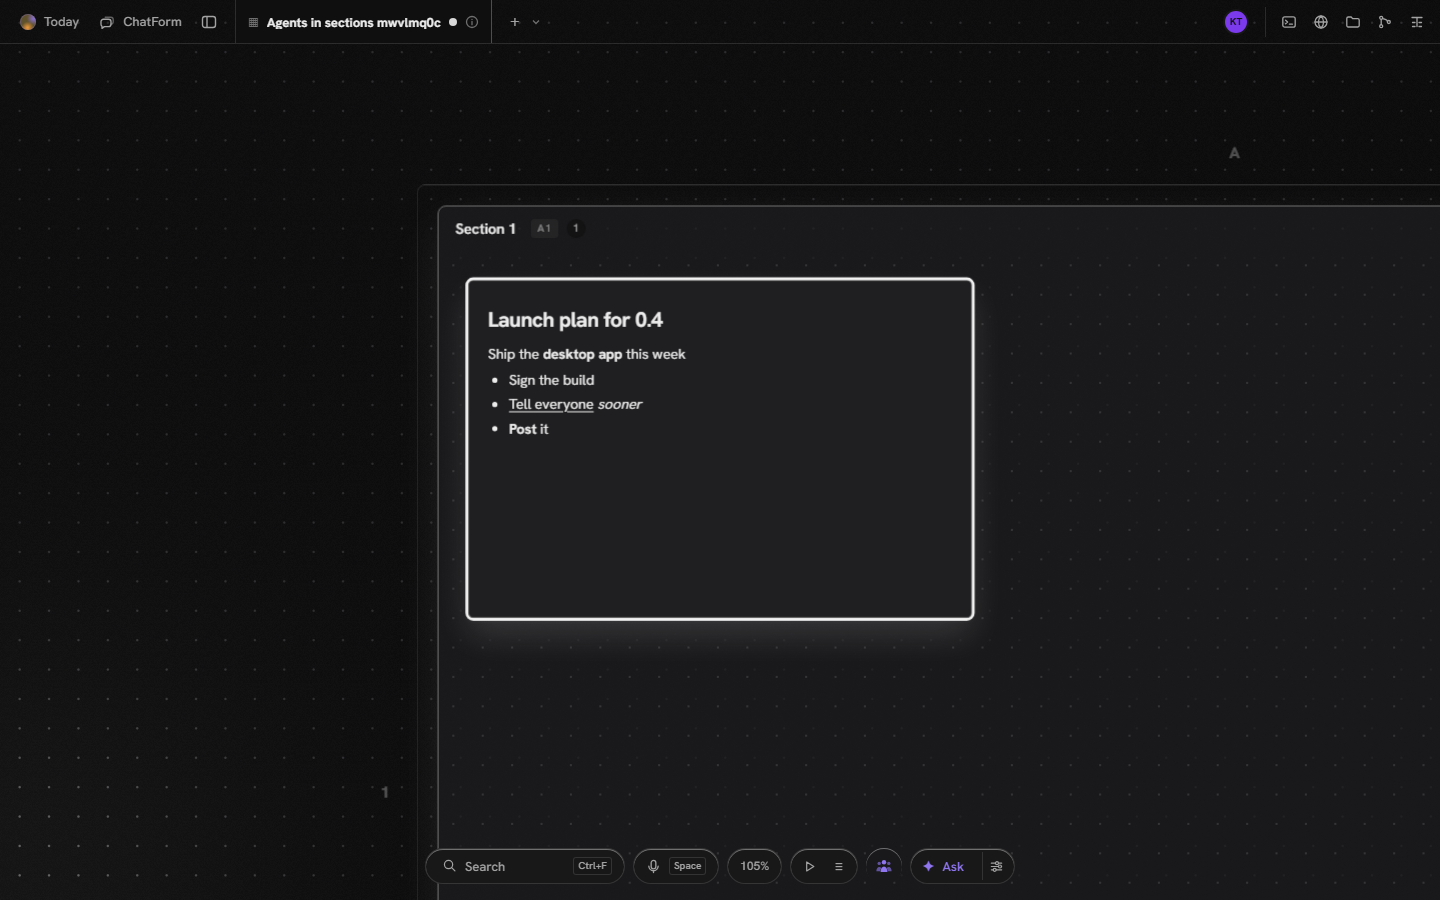 Today
ChatForm
Agents in sections mwvlmq0c
KT
A
Section 1 A1 1
Launch plan for 0.4
Ship the desktop app this week
Sign the build
Tell everyone sooner
Post it
1
Search Ctrl+F
Space
105%
Ask